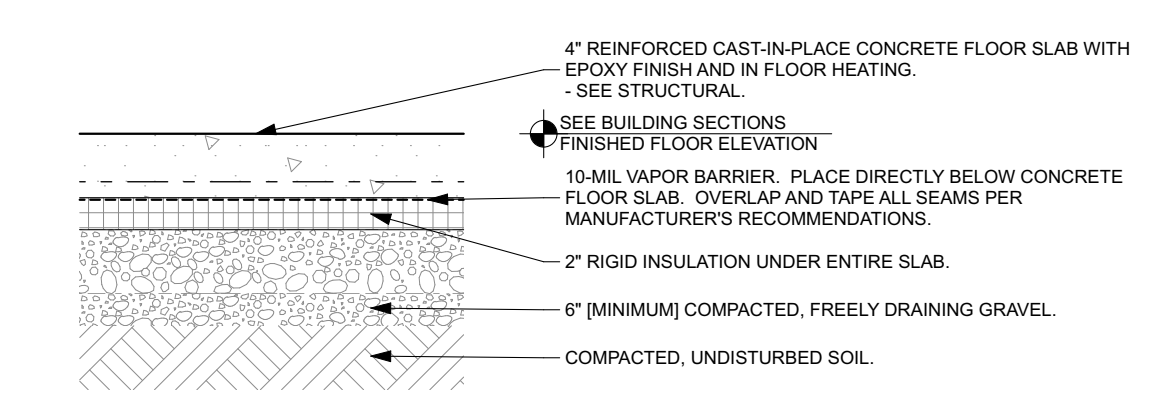 4" REINFORCED CAST-IN-PLACE CONCRETE FLOOR SLAB WITH
EPOXY FINISH AND IN FLOOR HEATING.
- SEE STRUCTURAL.
SEE BUILDING SECTIONS
FINISHED FLOOR ELEVATION
10-MIL VAPOR BARRIER. PLACE DIRECTLY BELOW CONCRETE
FLOOR SLAB. OVERLAP AND TAPE ALL SEAMS PER
MANUFACTURER'S RECOMMENDATIONS.
2" RIGID INSULATION UNDER ENTIRE SLAB.
6" [MINIMUM] COMPACTED, FREELY DRAINING GRAVEL.
COMPACTED, UNDISTURBED SOIL.